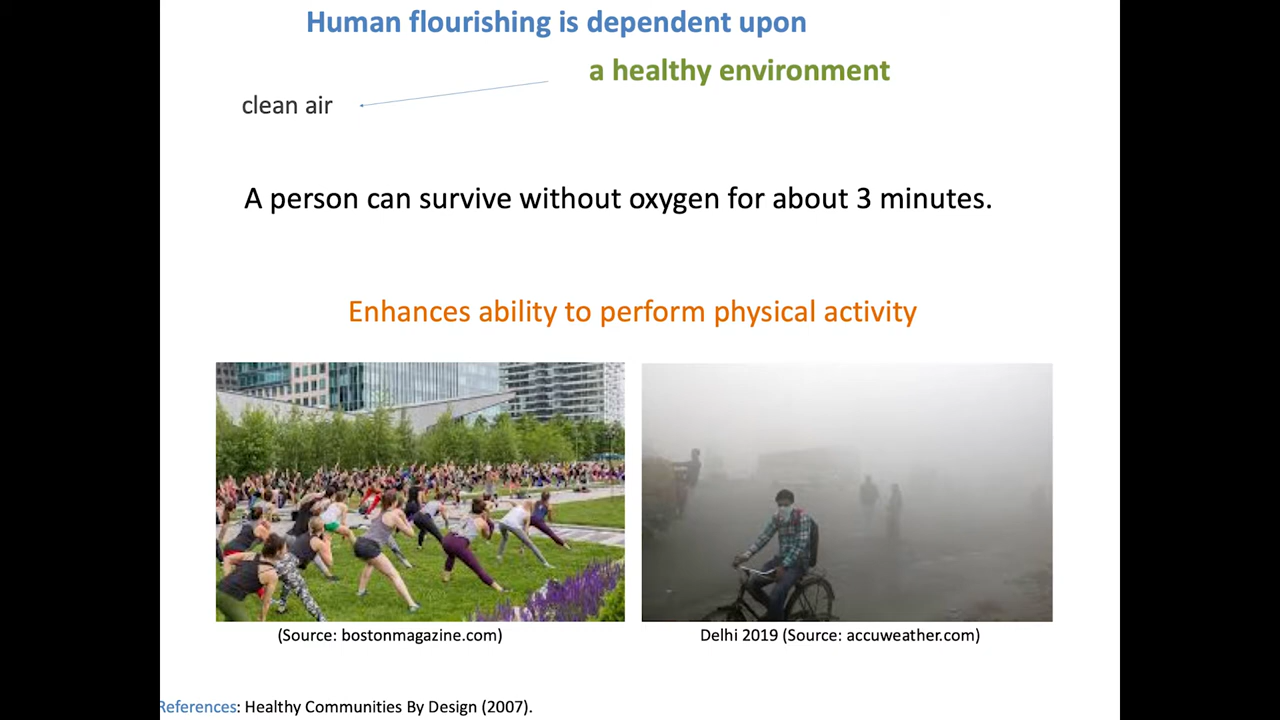 Human flourishing is dependent upon
a healthy environment
clean air
A person can survive without oxygen for about 3 minutes.
Enhances ability to perform physical activity
(Source: bostonmagazine.com)
Delhi 2019 (Source: accuweather.com)
References: Healthy Communities By Design (2007).